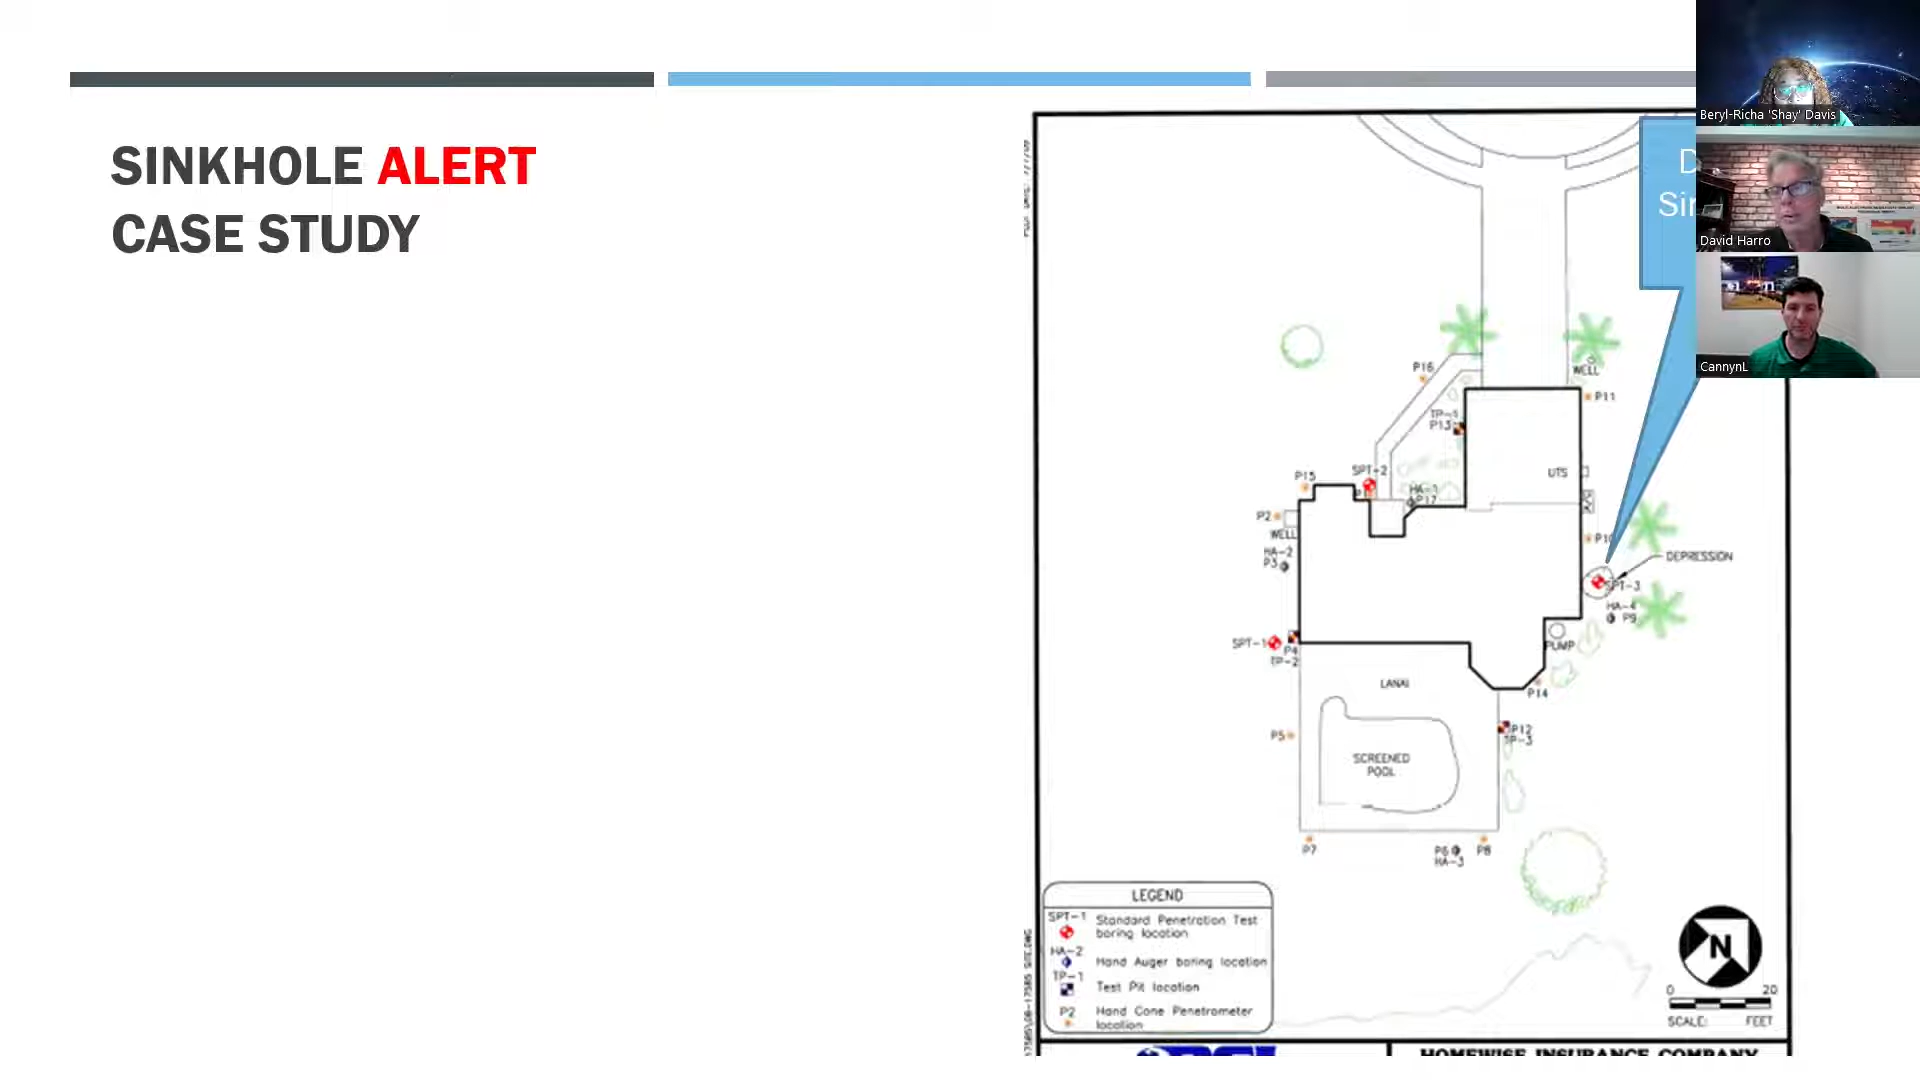 SINKHOLE ALERT
CASE STUDY
Beryl-Richa 'Shay' Davis
David Harro
CannynL
P16
WELL
P11
TP-1
P13
UTS
P15
SPT-2
HA-1
P17
P2
WELL
HA-2
P3
P10
DEPRESSION
SPT-3
HA-4
P9
SPT-1
P4
TP-2
PUMP
LANAI
P14
P12
TP-3
P5
SCREENED
POOL
P7
P6
HA-3
P8
LEGEND
SPT-1
Standard Penetration Test
boring location
HA-2
Hand Auger boring location
TP-1
Test Pit location
P2
Hand Cone Penetrometer
location
N
0 20
SCALE: FEET
HOMEWISE INSURANCE COMPANY